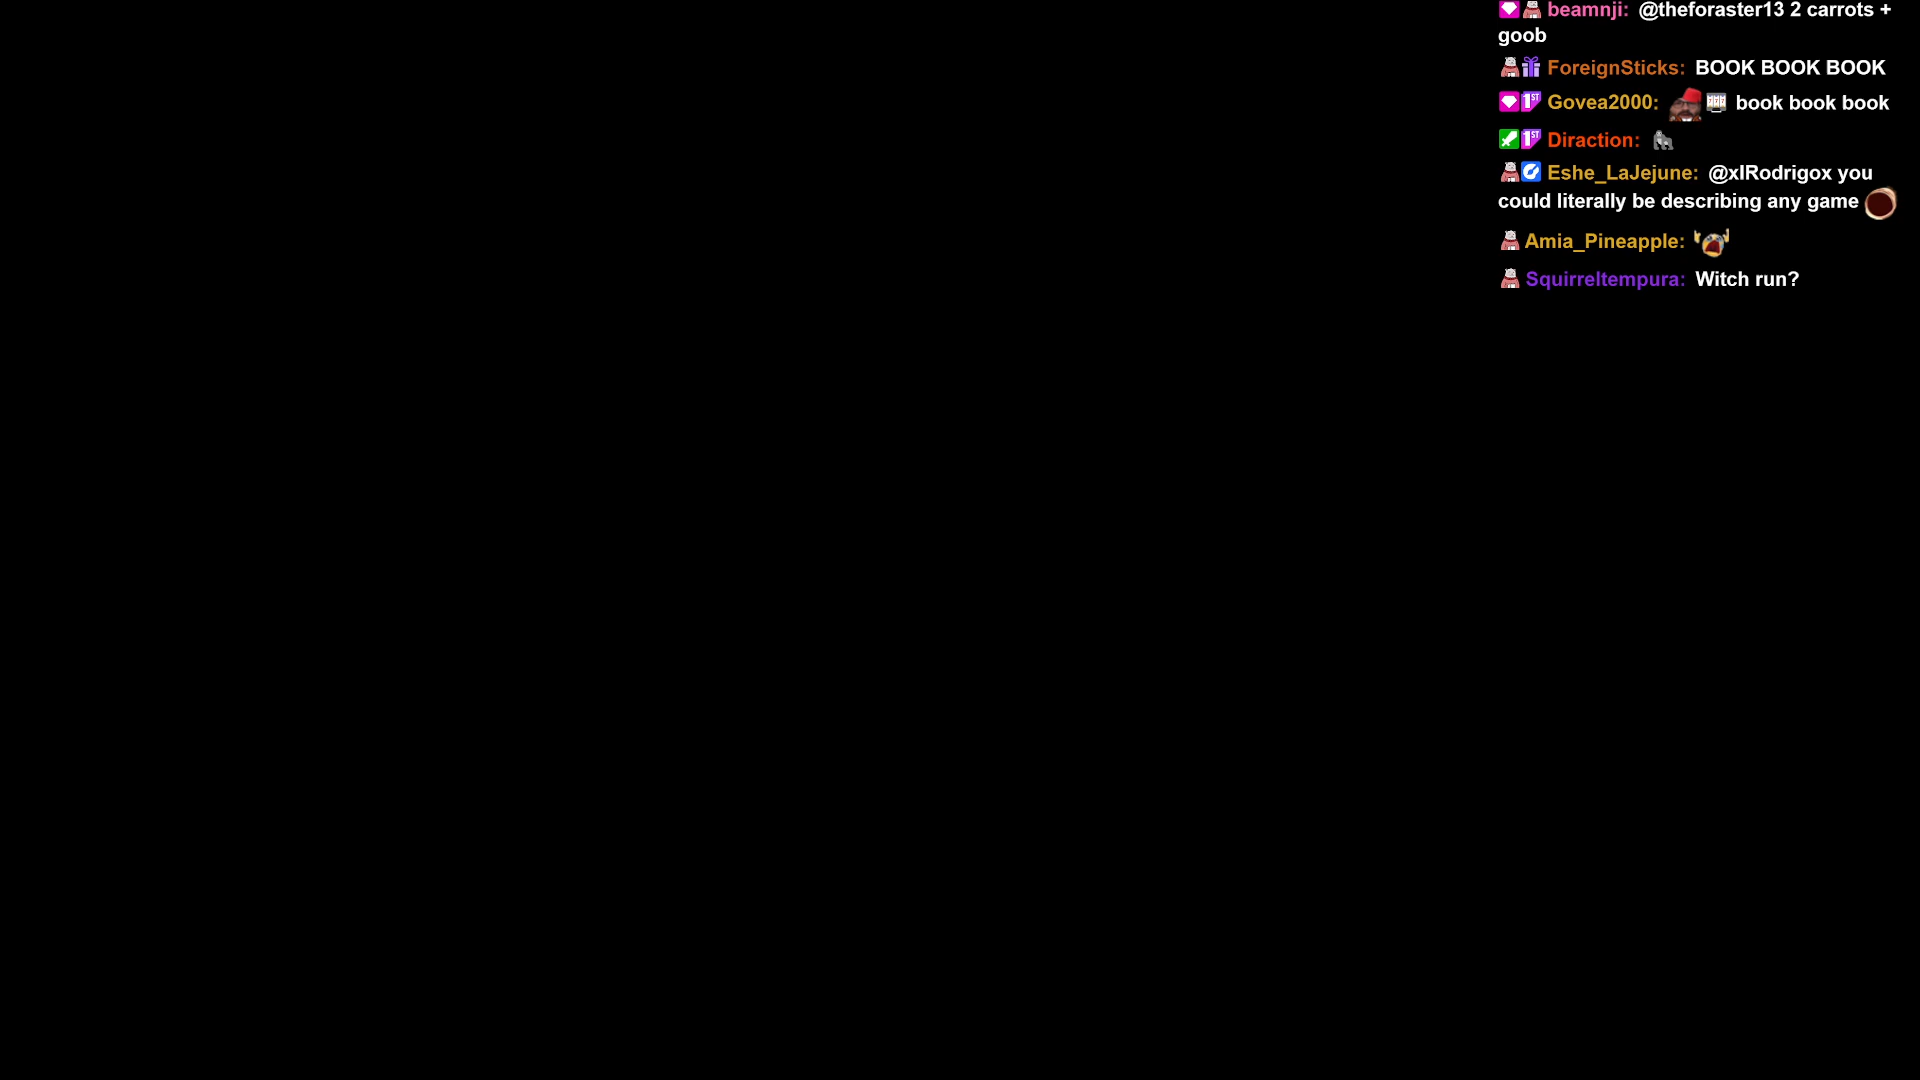 beamnji: @theforaster13 2 carrots +
goob
ForeignSticks: BOOK BOOK BOOK
Govea2000: book book book
Diraction:
Eshe_LaJejune: @xIRodrigox you
could literally be describing any game
Amia_Pineapple:
Squirreltempura: Witch run?